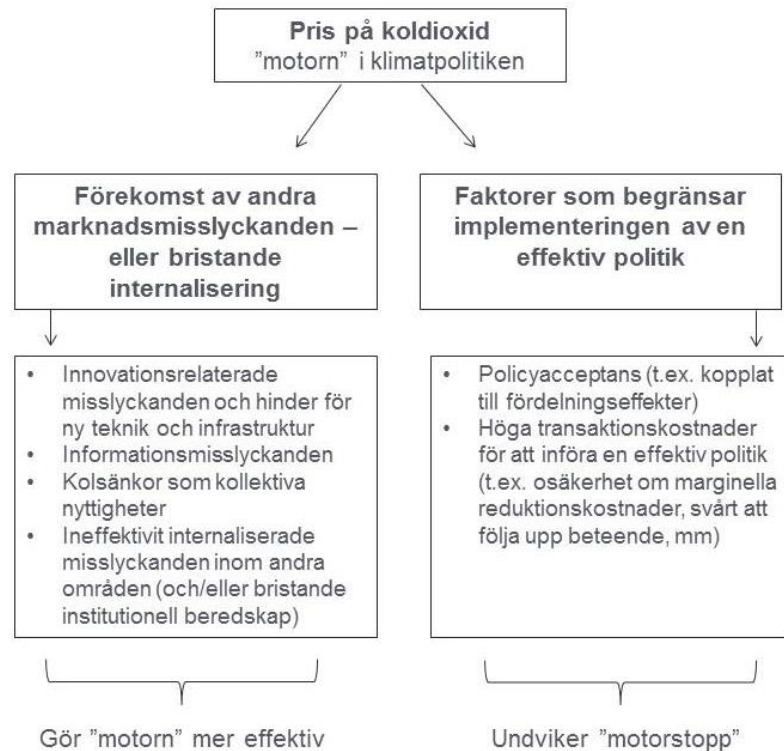 Pris på koldioxid
”motorn” i klimatpolitiken
Förekomst av andra
marknadsmisslyckanden –
eller bristande
internalisering
Faktorer som begränsar
implementeringen av en
effektiv politik
• Innovationsrelaterade
misslyckanden och hinder för
ny teknik och infrastruktur
• Informationsmisslyckanden
• Kolsänkor som kollektiva
nyttigheter
• Ineffektivit internaliserade
misslyckanden inom andra
områden (och/eller bristande
institutionell beredskap)
• Policyacceptans (t.ex. kopplat
till fördelningseffekter)
• Höga transaktionskostnader
för att införa en effektiv politik
(t.ex. osäkerhet om marginella
reduktionskostnader, svårt att
följa upp beteende, mm)
Gör ”motorn” mer effektiv
Undviker ”motorstopp”